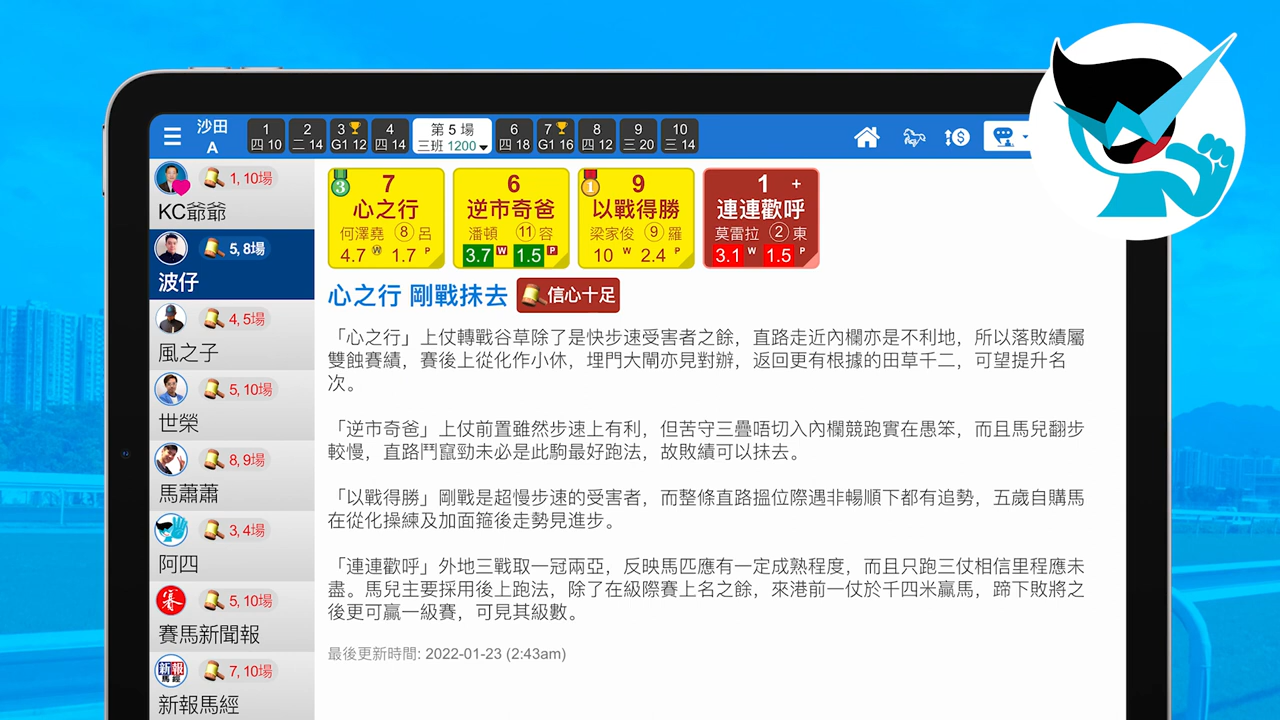 沙田
A
1
四 10
2
二 14
3
G1 12
4
四 14
第 5 場
三班 1200
6
四 18
7
G1 16
8
四 12
9
三 20
10
三 14
1, 10場
KC爺爺
5, 8場
波仔
4, 5場
風之子
5, 10場
世榮
8, 9場
馬蕭蕭
3, 4場
阿四
賽
5, 10場
賽馬新聞報
新報
馬經
7, 10場
新報馬經
3
7
心之行
何澤堯 8 呂
4.7 W 1.7 P
6
逆市奇爸
潘頓 11 容
3.7 W 1.5 P
1
9
以戰得勝
梁家俊 9 羅
10 W 2.4 P
1 +
連連歡呼
莫雷拉 2 東
3.1 W 1.5 P
心之行 剛戰抹去
信心十足
「心之行」上仗轉戰谷草除了是快步速受害者之餘，直路走近內欄亦是不利地，所以落敗績屬
雙蝕賽績，賽後上從化作小休，埋門大閘亦見對辦，返回更有根據的田草千二，可望提升名
次。
「逆市奇爸」上仗前置雖然步速上有利，但苦守三疊唔切入內欄競跑實在愚笨，而且馬兒翻步
較慢，直路鬥竄勁未必是此駒最好跑法，故敗績可以抹去。
「以戰得勝」剛戰是超慢步速的受害者，而整條直路搵位際遇非暢順下都有追勢，五歲自購馬
在從化操練及加面箍後走勢見進步。
「連連歡呼」外地三戰取一冠兩亞，反映馬匹應有一定成熟程度，而且只跑三仗相信里程應未
盡。馬兒主要採用後上跑法，除了在級際賽上名之餘，來港前一仗於千四米贏馬，蹄下敗將之
後更可贏一級賽，可見其級數。
最後更新時間: 2022-01-23 (2:43am)